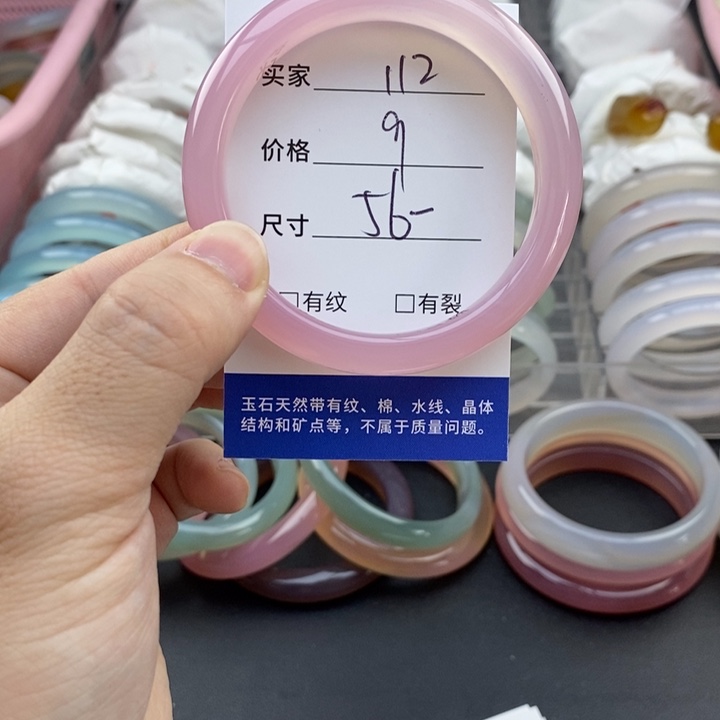 买家 112
价格 9
尺寸 56-
□有纹 □有裂
玉石天然带有纹、棉、水线、晶体
结构和矿点等，不属于质量问题。